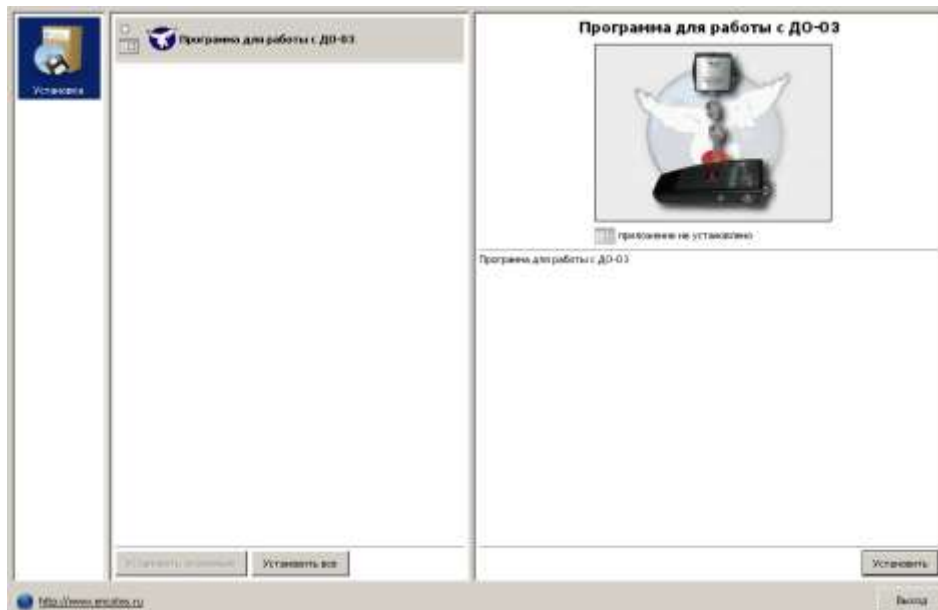 Установка
Программа для работы с ДО-03
Программа для работы с ДО-03
приложение не установлено
Программа для работы с ДО-03
Установить
Установить все
Установить
Выход